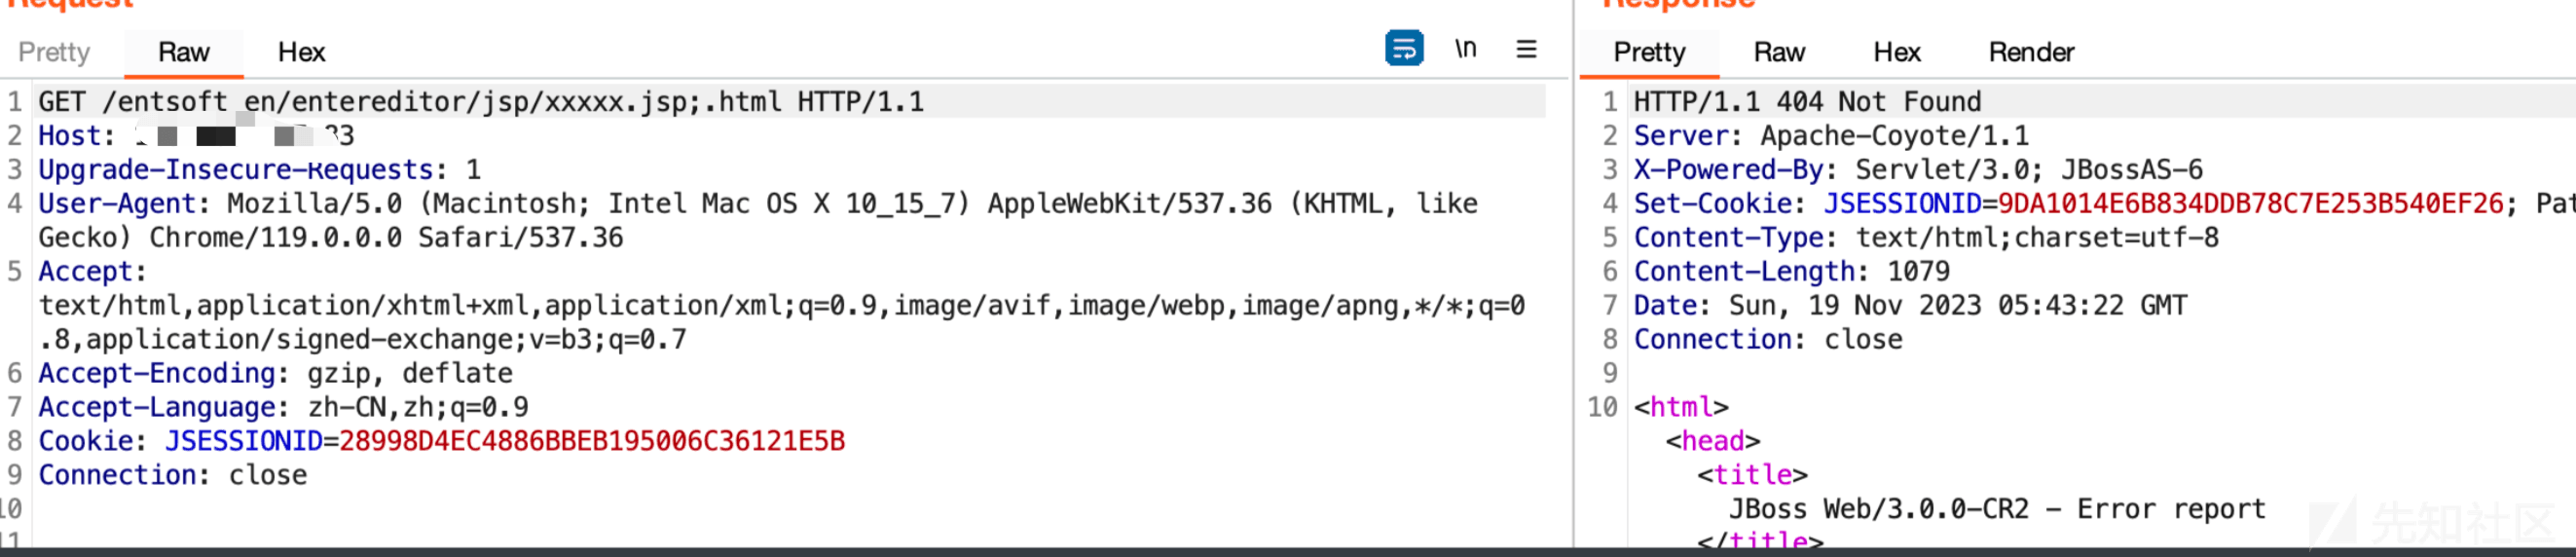 Request
Pretty
Raw
Hex
\n
1 GET /entsoft_en/entereditor/jsp/xxxxx.jsp;.html HTTP/1.1
2 Host: 33
3 Upgrade-Insecure-Requests: 1
4 User-Agent: Mozilla/5.0 (Macintosh; Intel Mac OS X 10_15_7) AppleWebKit/537.36 (KHTML, like
Gecko) Chrome/119.0.0.0 Safari/537.36
5 Accept:
text/html,application/xhtml+xml,application/xml;q=0.9,image/avif,image/webp,image/apng,*/*;q=0
.8,application/signed-exchange;v=b3;q=0.7
6 Accept-Encoding: gzip, deflate
7 Accept-Language: zh-CN,zh;q=0.9
8 Cookie: JSESSIONID=28998D4EC4886BBEB195006C36121E5B
9 Connection: close
10
11
Response
Pretty
Raw
Hex
Render
1 HTTP/1.1 404 Not Found
2 Server: Apache-Coyote/1.1
3 X-Powered-By: Servlet/3.0; JBossAS-6
4 Set-Cookie: JSESSIONID=9DA1014E6B834DDB78C7E253B540EF26; Pat
5 Content-Type: text/html;charset=utf-8
6 Content-Length: 1079
7 Date: Sun, 19 Nov 2023 05:43:22 GMT
8 Connection: close
9
10 <html>
<head>
<title>
JBoss Web/3.0.0-CR2 - Error report
</title>
先知社区